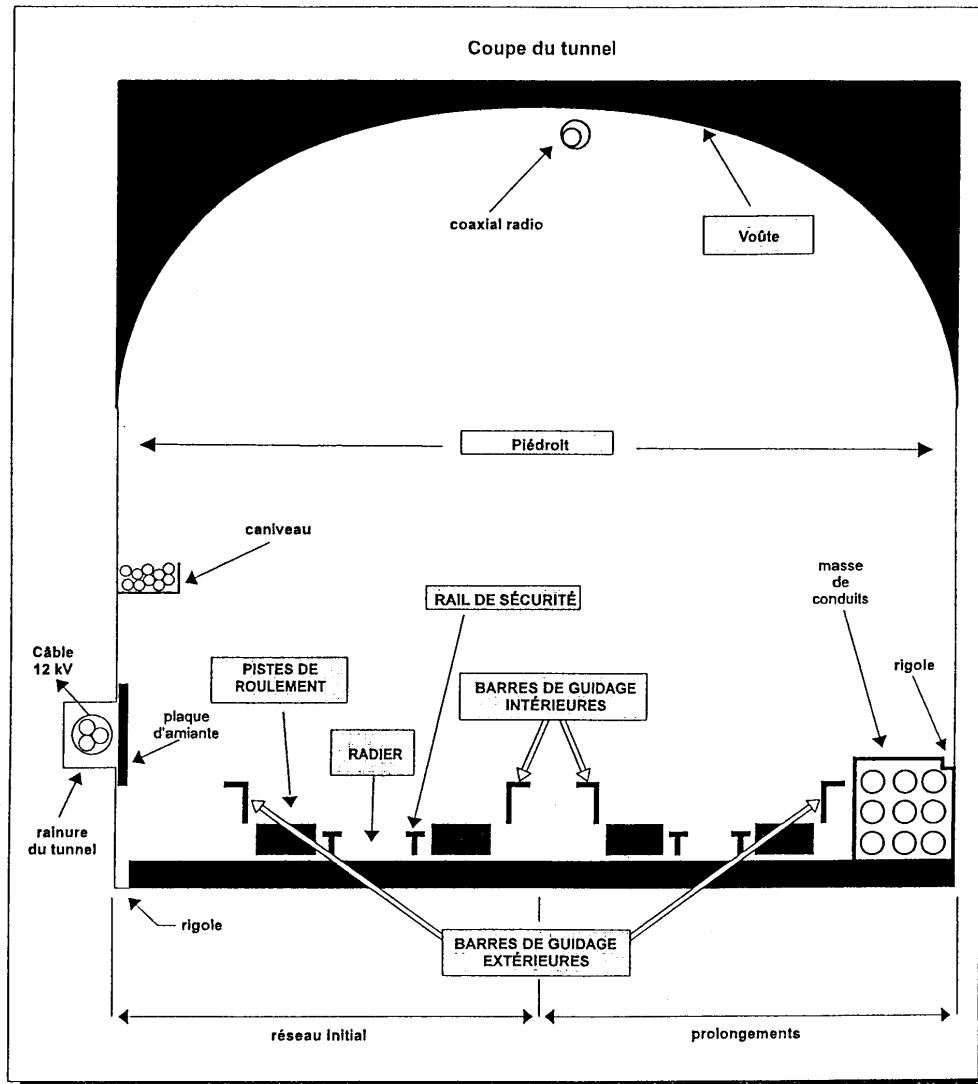 Coupe du tunnel
coaxial radio
Voûte
Piédroit
caniveau
masse
de
conduits
RAIL DE SÉCURITÉ
Câble
12 kV
PISTES DE
ROULEMENT
BARRES DE GUIDAGE
INTÉRIEURES
rigole
plaque
d'amiante
RADIER
rainure
du tunnel
rigole
BARRES DE GUIDAGE
EXTÉRIEURES
réseau initial
prolongements